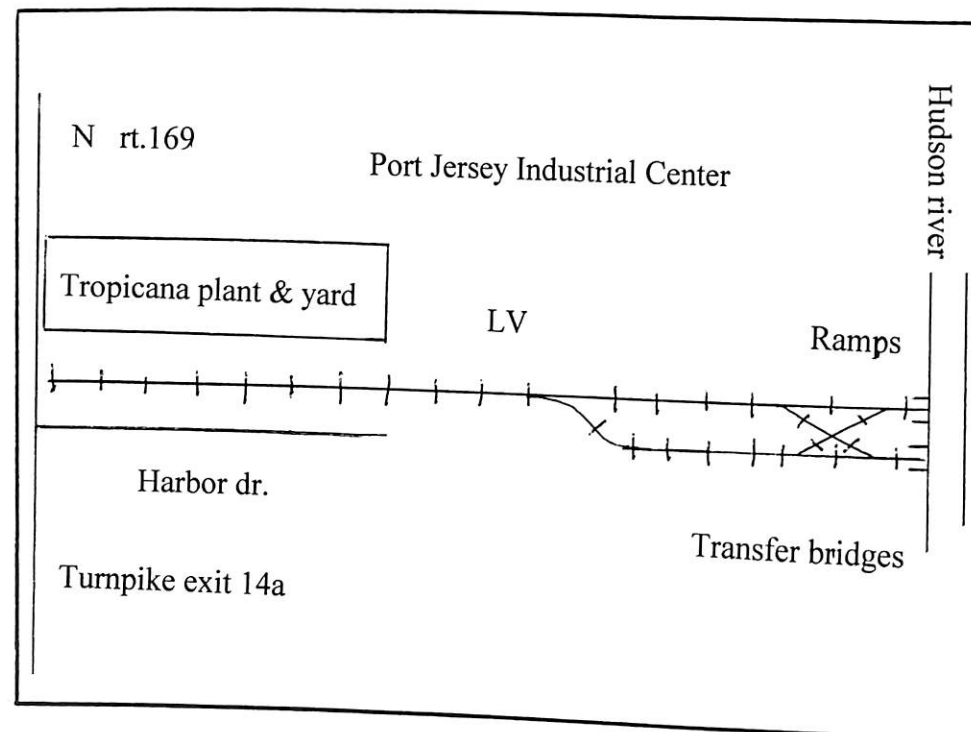 N rt.169
Port Jersey Industrial Center
Hudson river
Tropicana plant & yard
LV
Ramps
Harbor dr.
Transfer bridges
Turnpike exit 14a